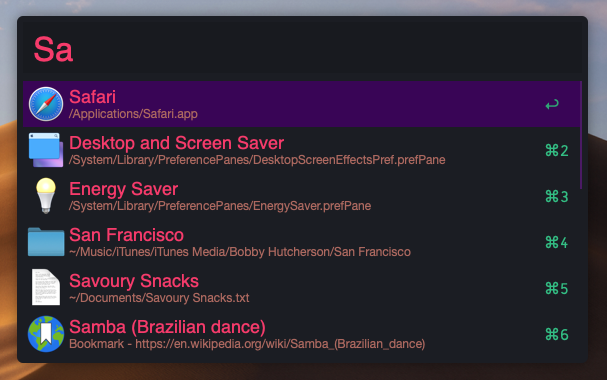 Sa
Safari
/Applications/Safari.app
↩
Desktop and Screen Saver
/System/Library/PreferencePanes/DesktopScreenEffectsPref.prefPane
⌘2
Energy Saver
/System/Library/PreferencePanes/EnergySaver.prefPane
⌘3
San Francisco
~/Music/iTunes/iTunes Media/Bobby Hutcherson/San Francisco
⌘4
Savoury Snacks
~/Documents/Savoury Snacks.txt
⌘5
Samba (Brazilian dance)
Bookmark - https://en.wikipedia.org/wiki/Samba_(Brazilian_dance)
⌘6